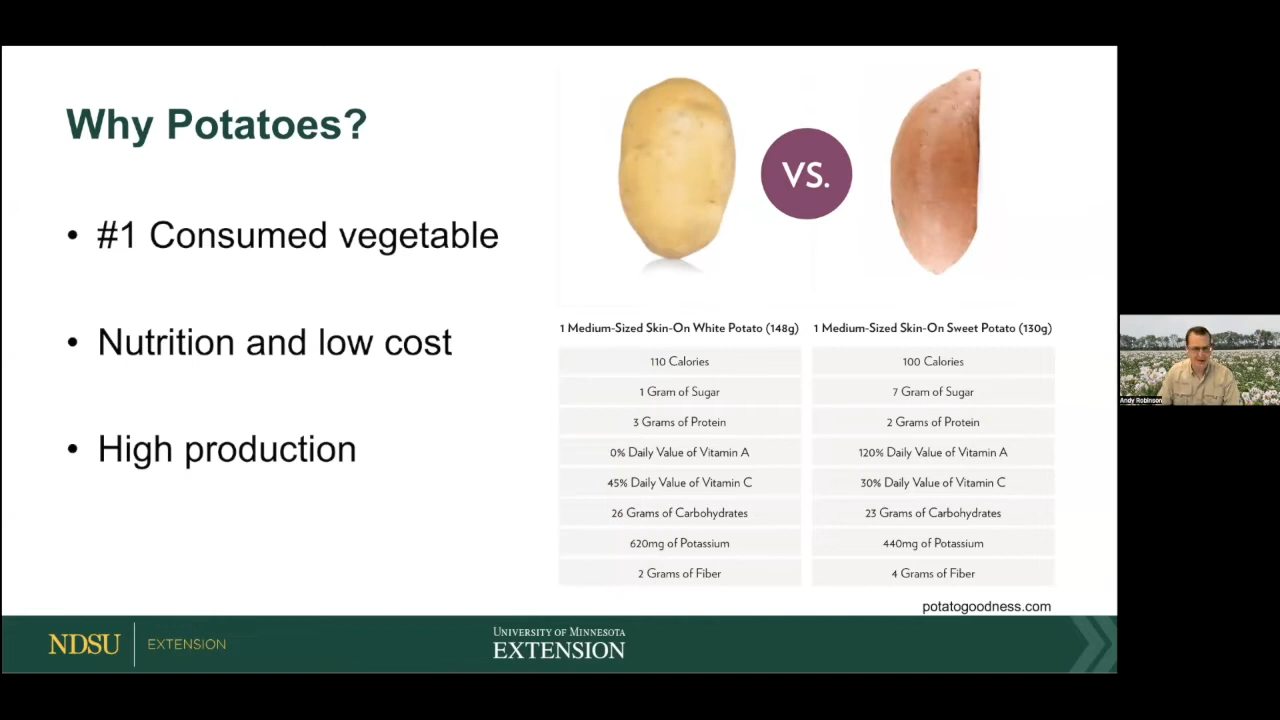 Why Potatoes?
• #1 Consumed vegetable
• Nutrition and low cost
• High production
VS.
1 Medium-Sized Skin-On White Potato (148g)
110 Calories
1 Gram of Sugar
3 Grams of Protein
0% Daily Value of Vitamin A
45% Daily Value of Vitamin C
26 Grams of Carbohydrates
620mg of Potassium
2 Grams of Fiber
1 Medium-Sized Skin-On Sweet Potato (130g)
100 Calories
7 Gram of Sugar
2 Grams of Protein
120% Daily Value of Vitamin A
30% Daily Value of Vitamin C
23 Grams of Carbohydrates
440mg of Potassium
4 Grams of Fiber
potatogoodness.com
NDSU EXTENSION
UNIVERSITY OF MINNESOTA
EXTENSION
Andy Robinson